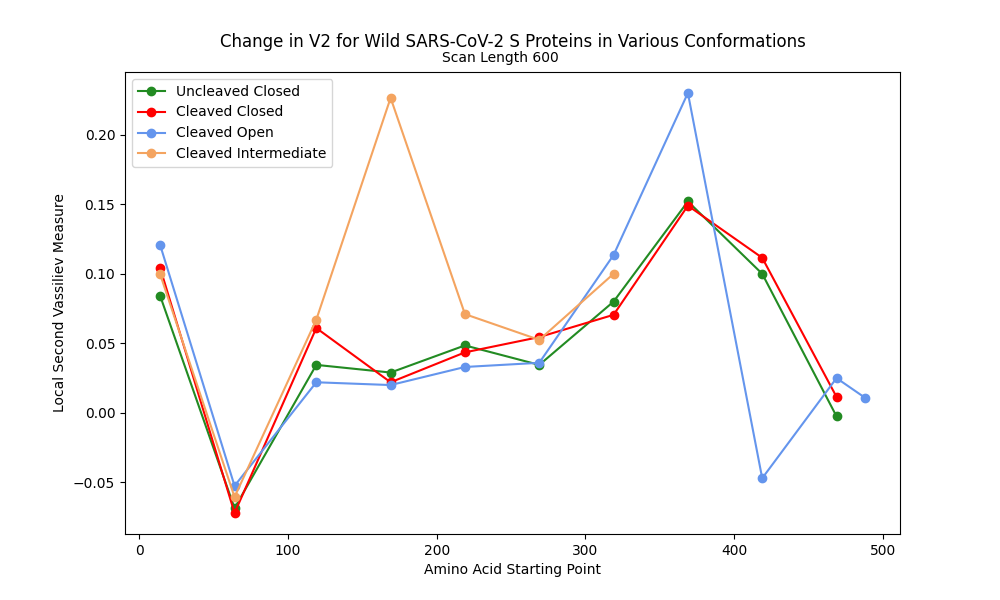 Change in V2 for Wild SARS-CoV-2 S Proteins in Various Conformations
Scan Length 600
Uncleaved Closed
Cleaved Closed
Cleaved Open
Cleaved Intermediate
Local Second Vassiliev Measure
0.20
0.15
0.10
0.05
0.00
−0.05
0 100 200 300 400 500
Amino Acid Starting Point